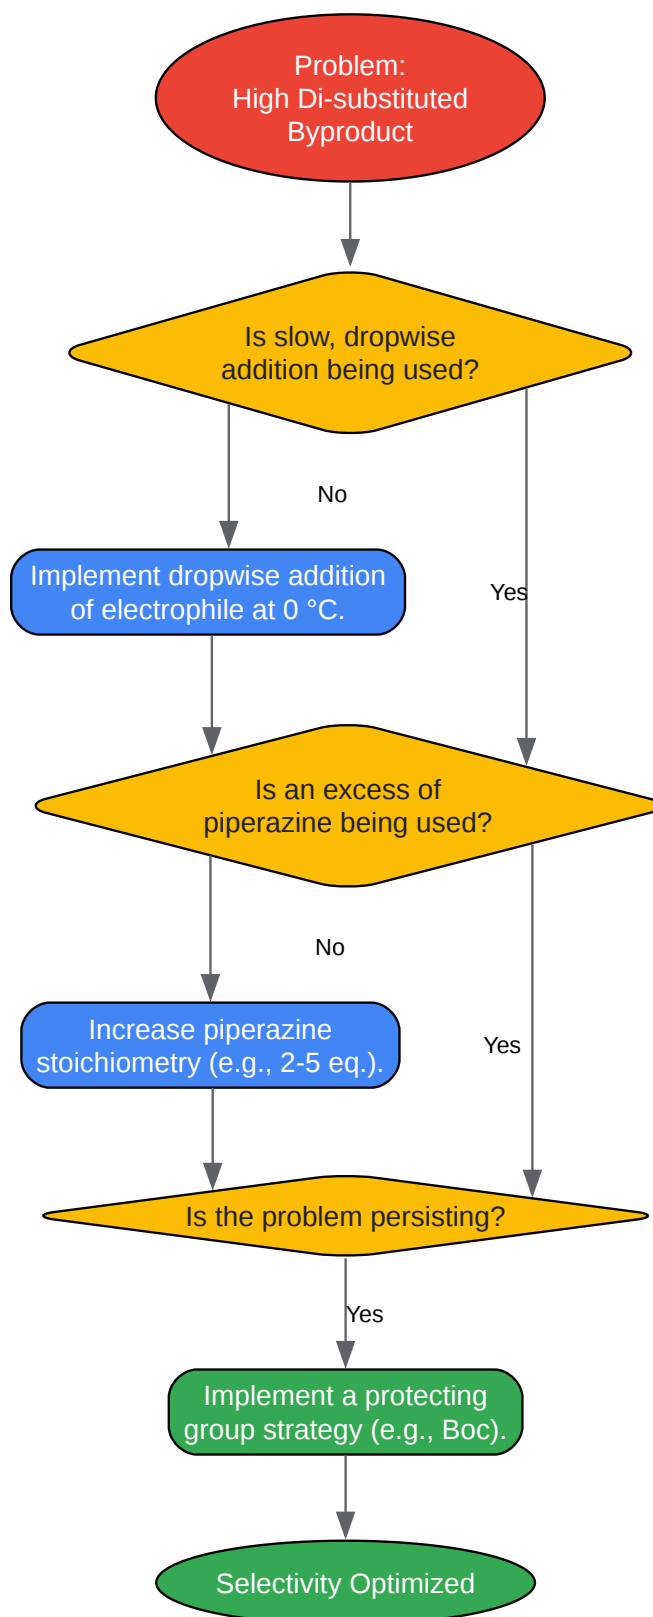 Problem:
High Di-substituted
Byproduct
Is slow, dropwise
addition being used?
No
Implement dropwise addition
of electrophile at 0 °C.
Yes
Is an excess of
piperazine being used?
No
Increase piperazine
stoichiometry (e.g., 2-5 eq.).
Yes
Is the problem persisting?
Yes
Implement a protecting
group strategy (e.g., Boc).
Selectivity Optimized